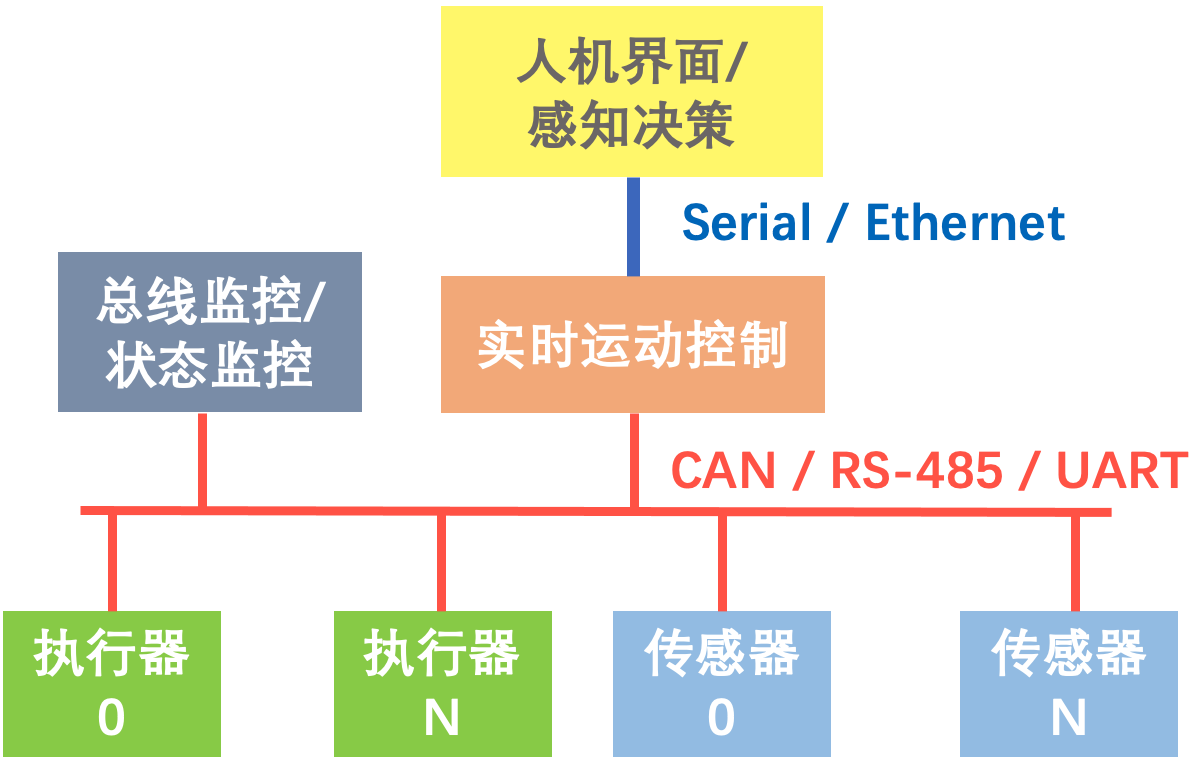 人机界面/
感知决策
Serial / Ethernet
总线监控/
状态监控
实时运动控制
CAN / RS-485 / UART
执行器
0
执行器
N
传感器
0
传感器
N